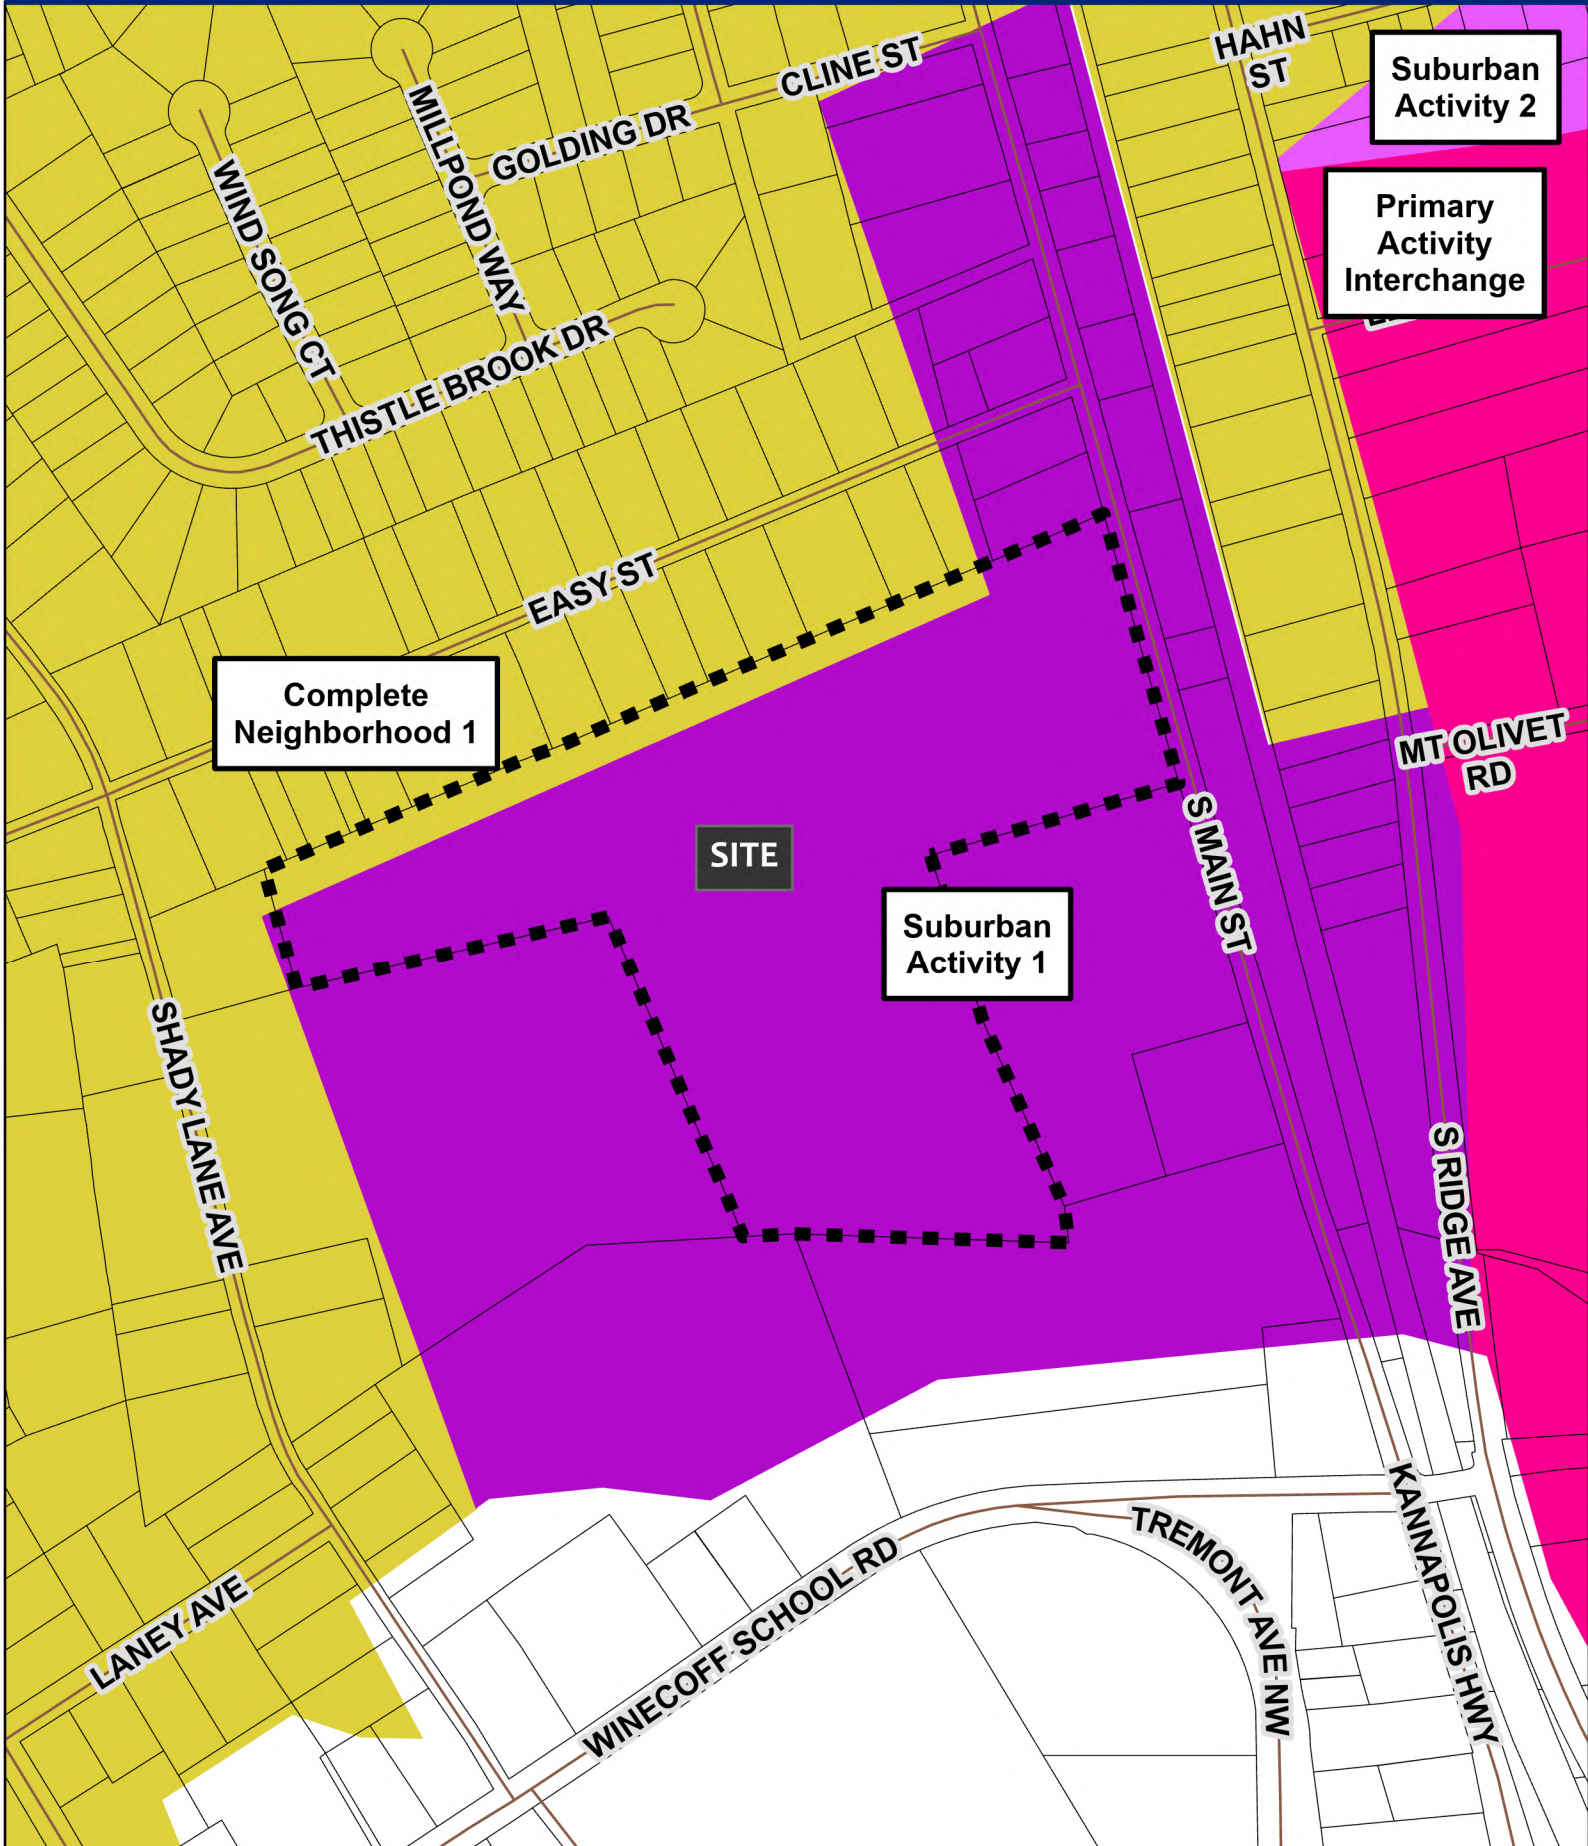 HAHN
ST
CLINE ST
Suburban
Activity 2
GOLDING DR
MILLPOND WAY
WIND SONG CT
Primary
Activity
Interchange
THISTLE BROOK DR
EASY ST
Complete
Neighborhood 1
MT OLIVET
RD
SITE
S MAIN ST
Suburban
Activity 1
SHADY LANE AVE
S RIDGE AVE
KANNAPOLIS HWY
TREMONT AVE NW
LANEY AVE
WINECOFF SCHOOL RD